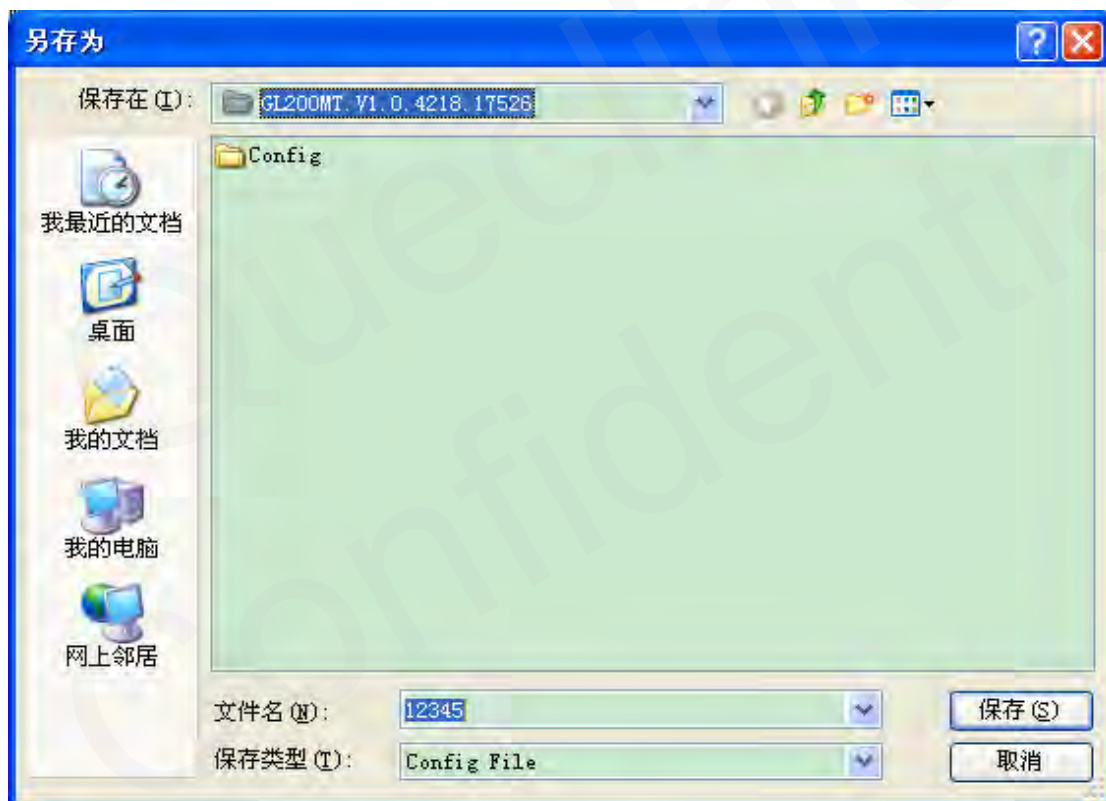 另存为
保存在(I):
GL200MT.V1.0.4218.17526
Config
我最近的文档
桌面
我的文档
我的电脑
网上邻居
文件名(N):
12345
保存(S)
保存类型(T):
Config File
取消
Queclink
Confidential